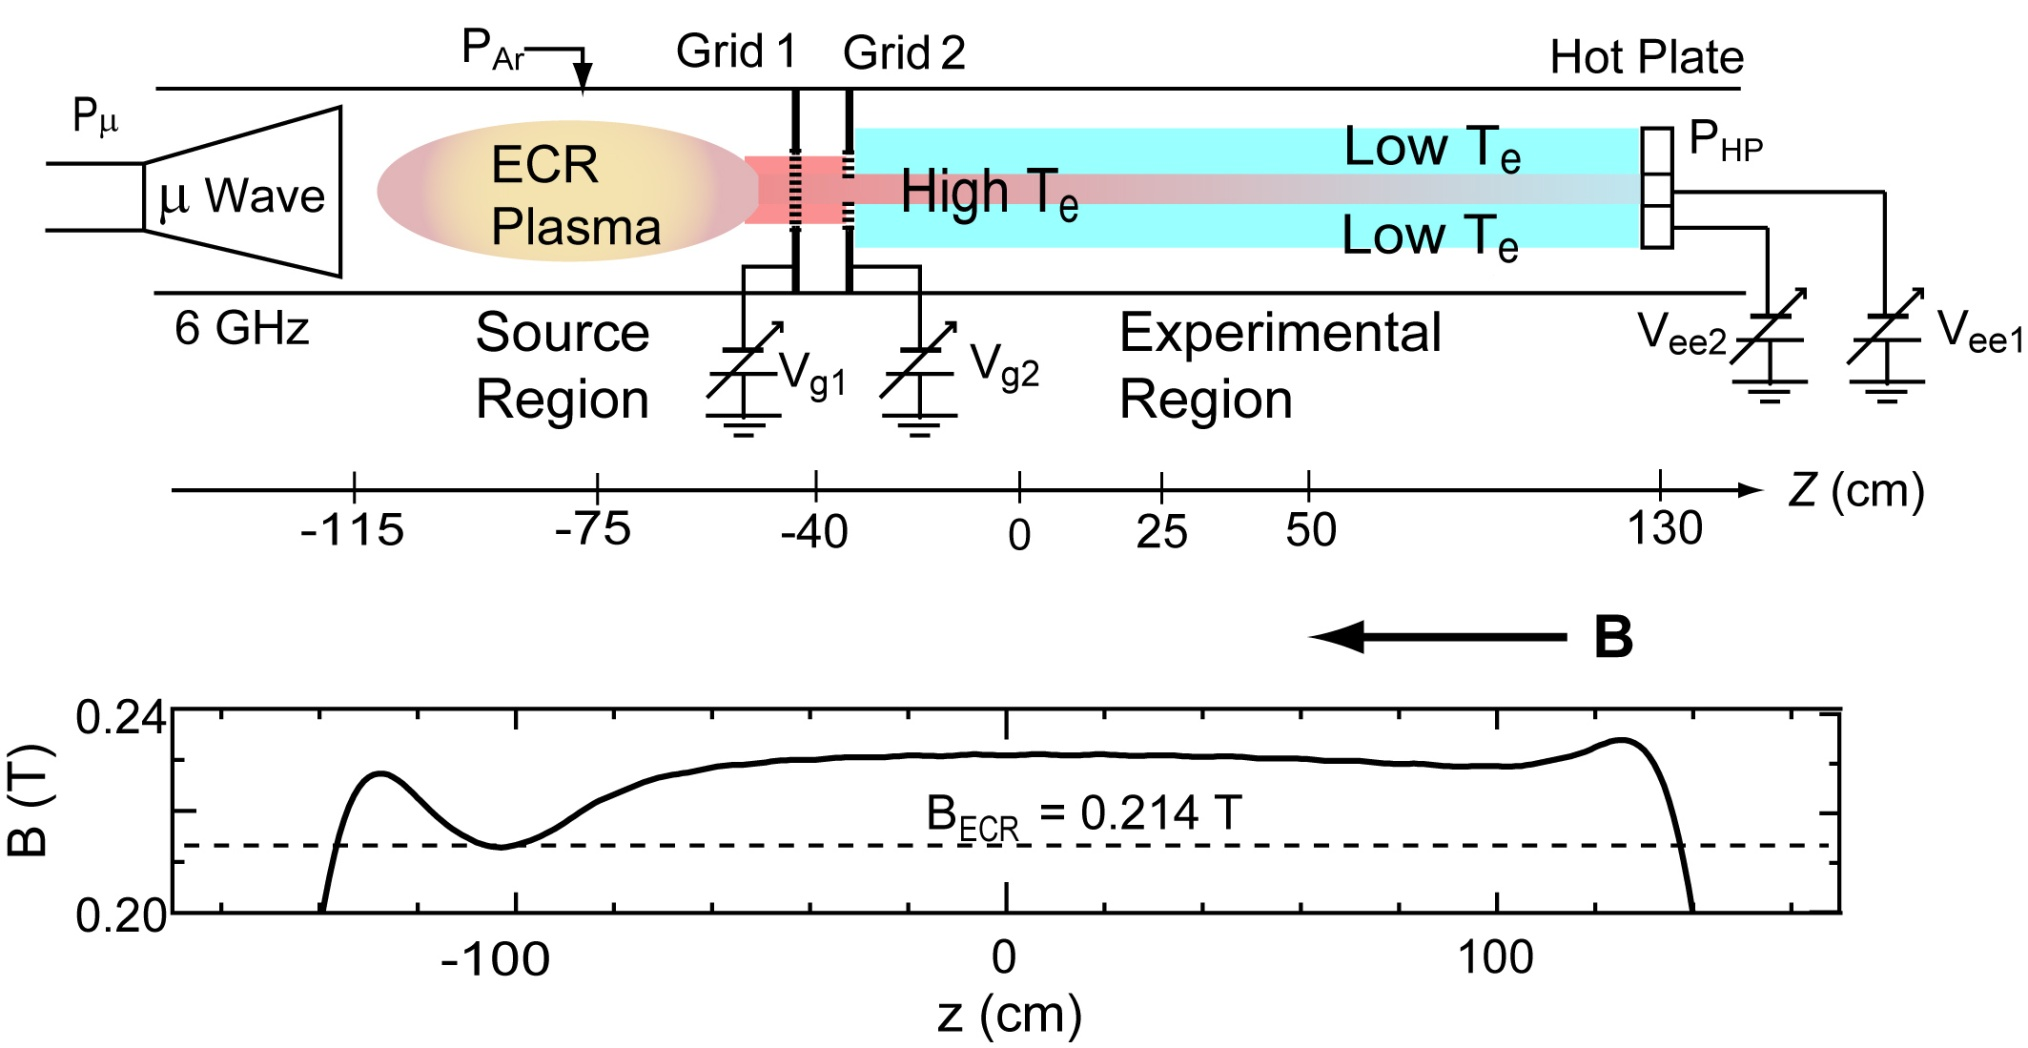 P_Ar
Grid 1
Grid 2
Hot Plate
P_μ
μ Wave
ECR
Plasma
High T_e
Low T_e
Low T_e
P_HP
6 GHz
Source
Region
V_g1
V_g2
Experimental
Region
V_ee2
V_ee1
-115
-75
-40
0
25
50
130
Z (cm)
B
0.24
0.20
B (T)
B_ECR = 0.214 T
-100
0
100
z (cm)